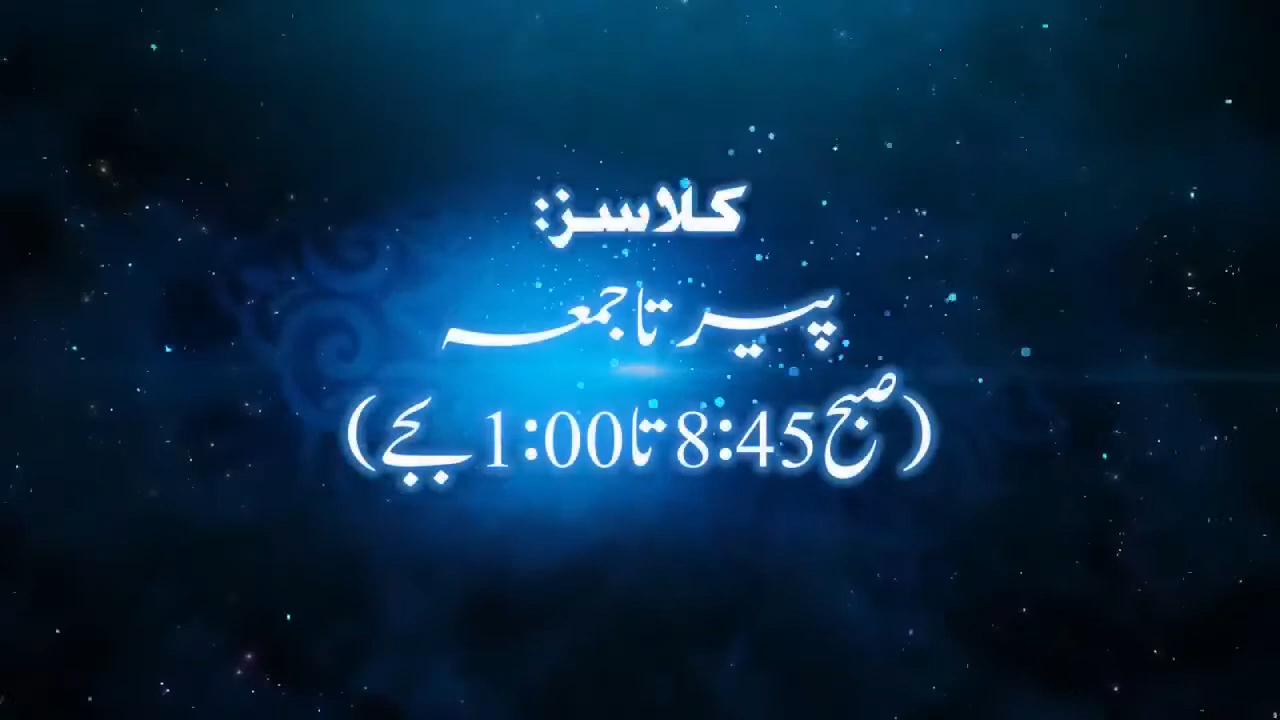 کلاسز:
پیر تا جمعہ
(صبح 8:45 تا 1:00 بجے)